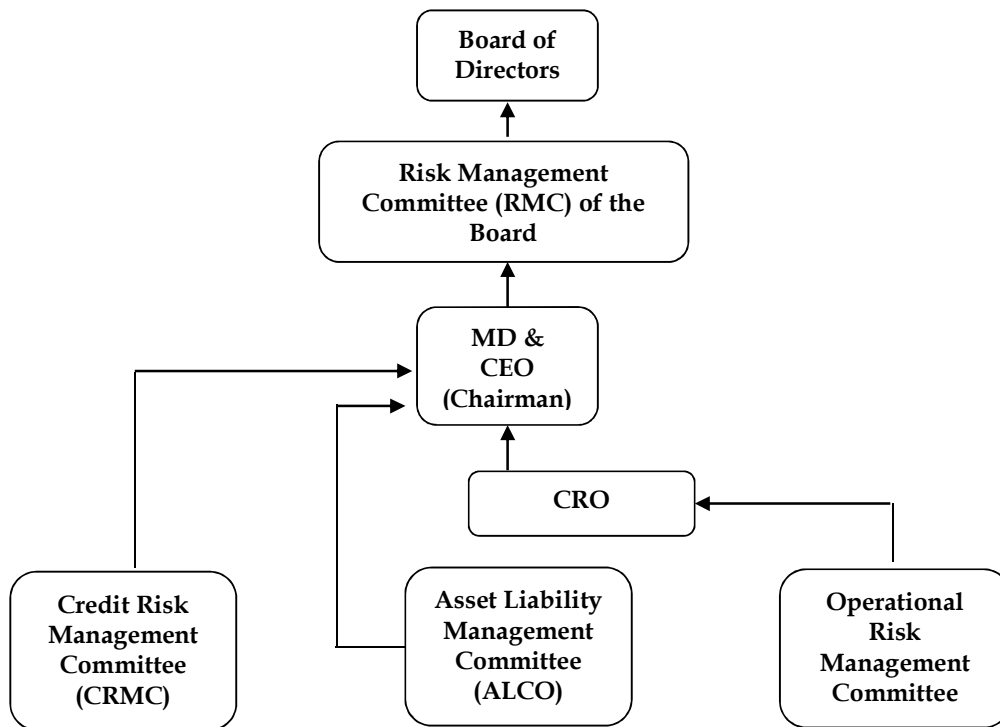 Board of
Directors
Risk Management
Committee (RMC) of the
Board
MD &
CEO
(Chairman)
CRO
Credit Risk
Management
Committee
(CRMC)
Asset Liability
Management
Committee
(ALCO)
Operational
Risk
Management
Committee